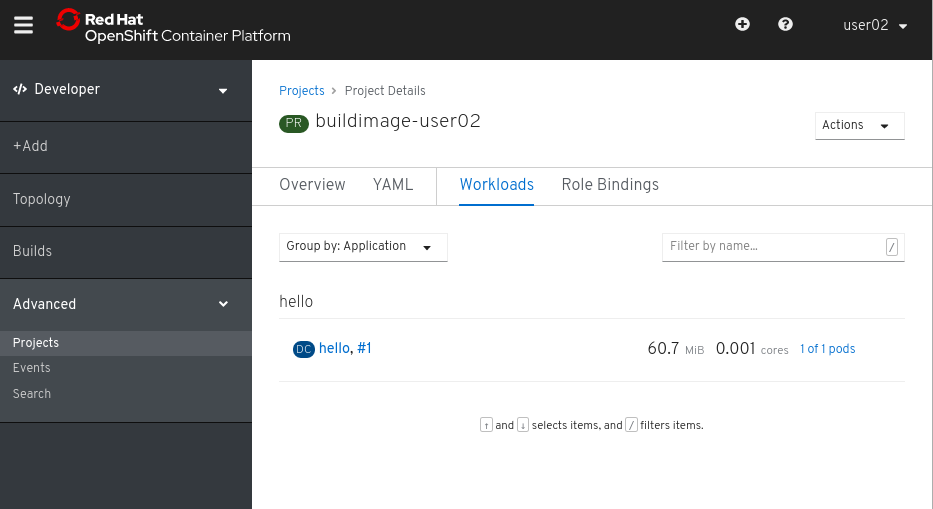 Red Hat
OpenShift Container Platform
user02
Developer
+Add
Topology
Builds
Advanced
Projects
Events
Search
Projects > Project Details
PR buildimage-user02
Actions
Overview YAML Workloads Role Bindings
Group by: Application
Filter by name... /
hello
DC hello, #1 60.7 MiB 0.001 cores 1 of 1 pods
↑ and ↓ selects items, and / filters items.